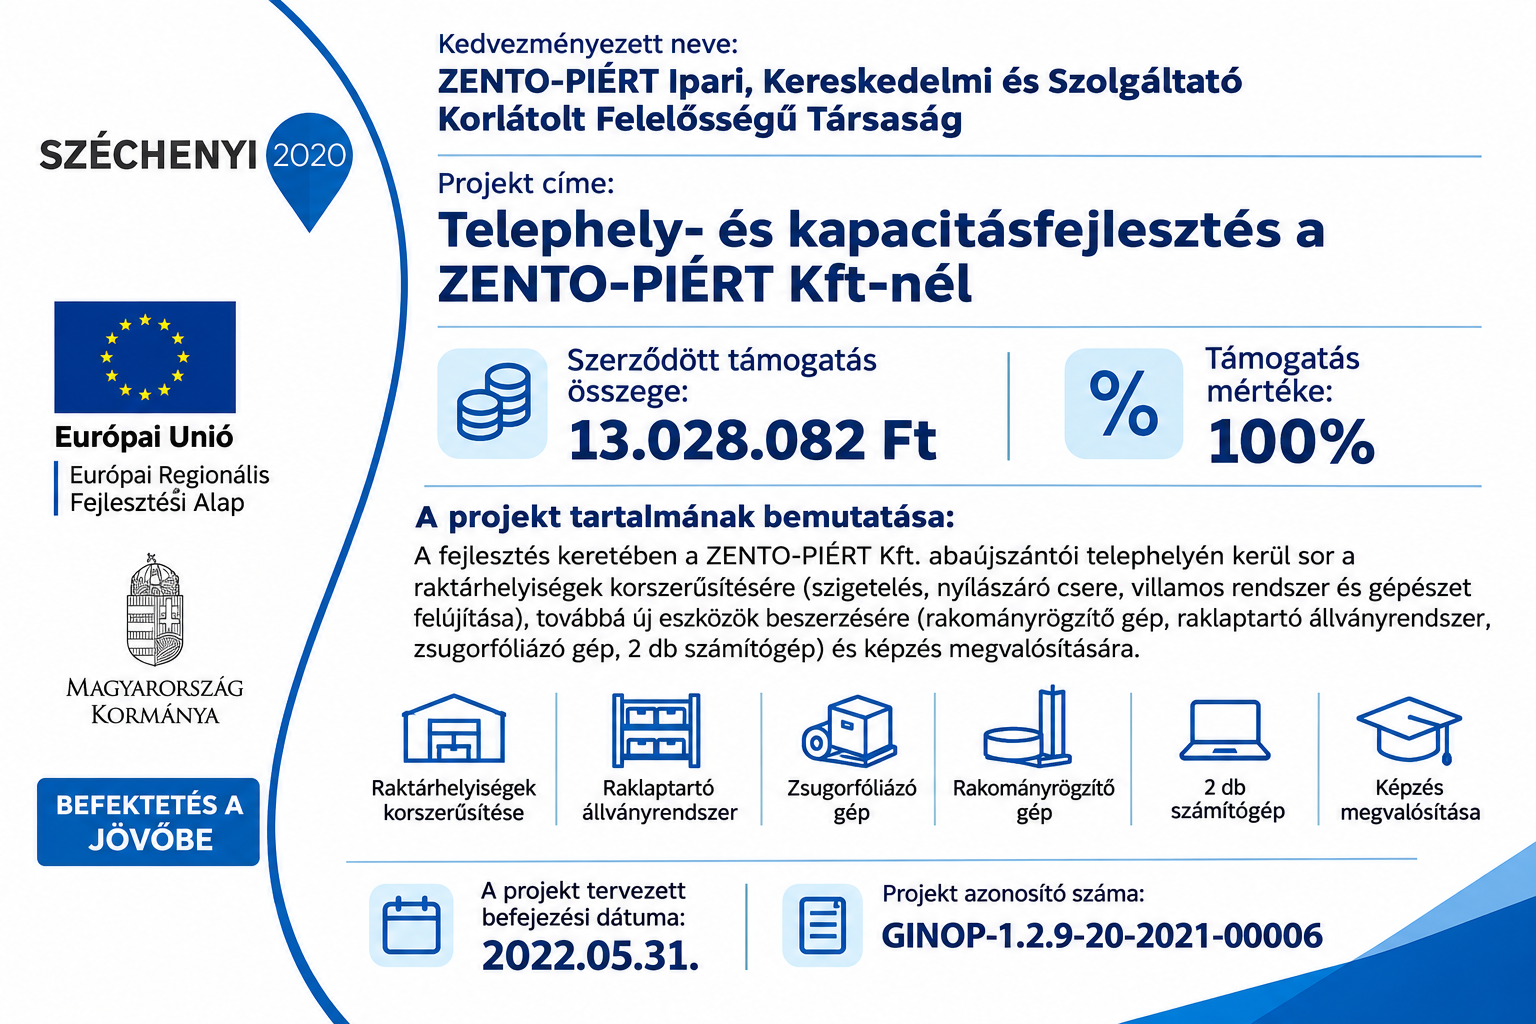 SZÉCHENYI 2020
Európai Unió
Európai Regionális
Fejlesztési Alap
MAGYARORSZÁG
KORMÁNYA
BEFEKTETÉS A
JÖVŐBE
Kedvezményezett neve:
ZENTO-PIÉRT Ipari, Kereskedelmi és Szolgáltató
Korlátolt Felelősségű Társaság
Projekt címe:
Telephely- és kapacitásfejlesztés a
ZENTO-PIÉRT Kft-nél
Szerződött támogatás
összege:
13.028.082 Ft
%
Támogatás
mértéke:
100%
A projekt tartalmának bemutatása:
A fejlesztés keretében a ZENTO-PIÉRT Kft. abaújszántói telephelyén kerül sor a
raktárhelyiségek korszerűsítésére (szigetelés, nyílászáró csere, villamos rendszer és gépészet
felújítása), továbbá új eszközök beszerzésére (rakományrögzítő gép, raklaptartó állványrendszer,
zsugorfóliázó gép, 2 db számítógép) és képzés megvalósítására.
Raktárhelyiségek
korszerűsítése
Raklaptartó
állványrendszer
Zsugorfóliázó
gép
Rakományrögzítő
gép
2 db
számítógép
Képzés
megvalósítása
A projekt tervezett
befejezési dátuma:
2022.05.31.
Projekt azonosító száma:
GINOP-1.2.9-20-2021-00006